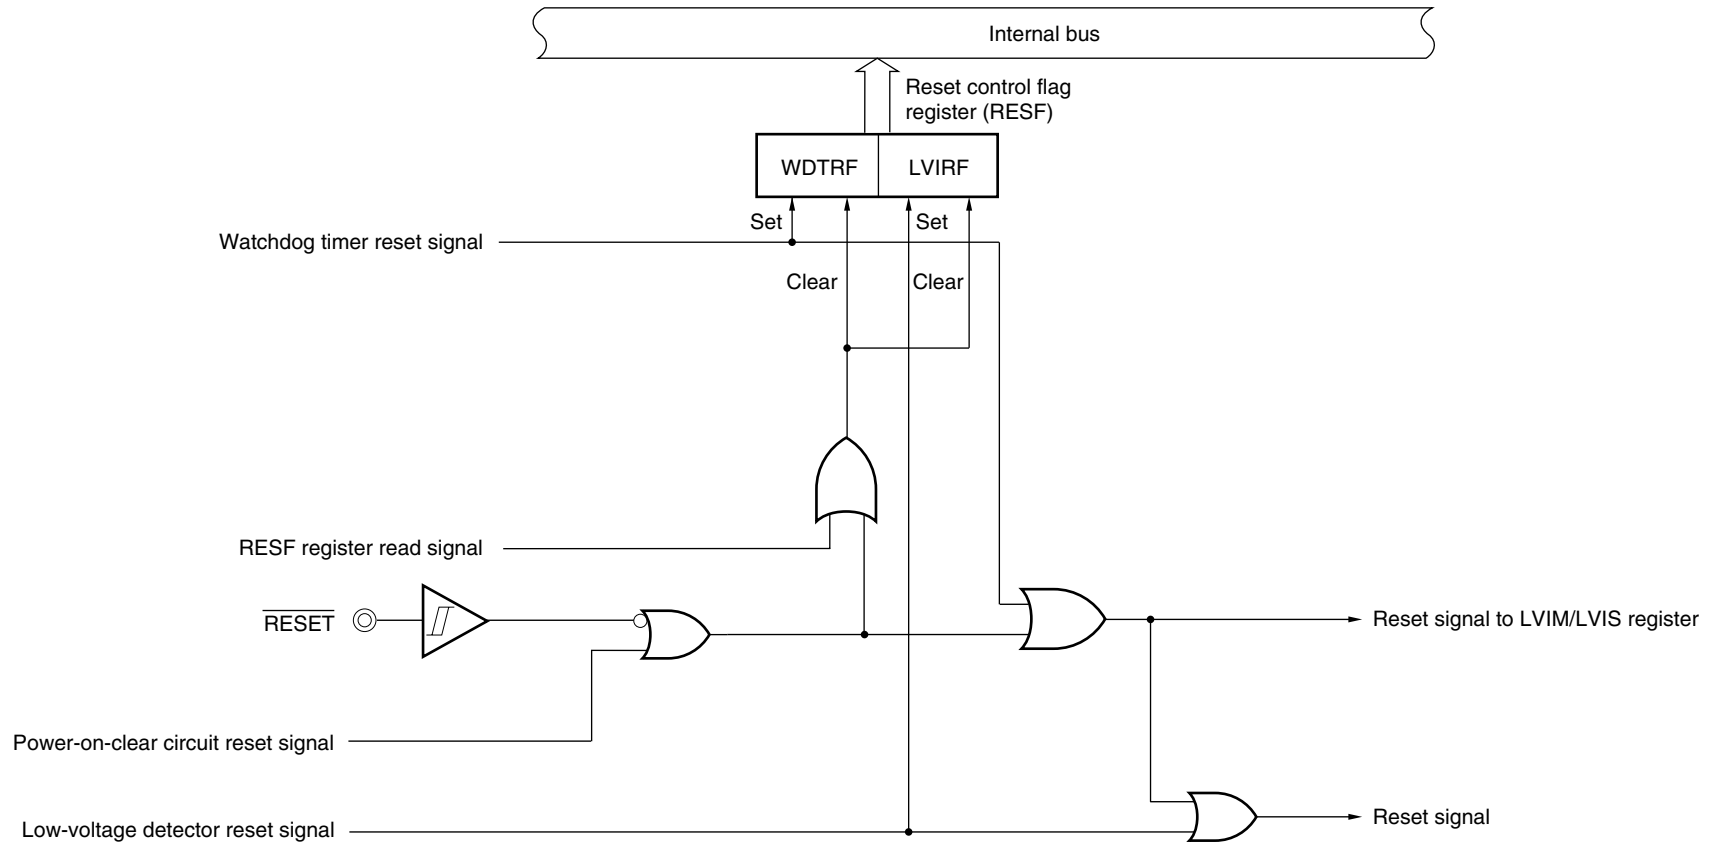 Internal bus
Reset control flag
register (RESF)
WDTRF
LVIRF
Set
Set
Watchdog timer reset signal
Clear
Clear
RESF register read signal
RESET
Reset signal to LVIM/LVIS register
Power-on-clear circuit reset signal
Reset signal
Low-voltage detector reset signal